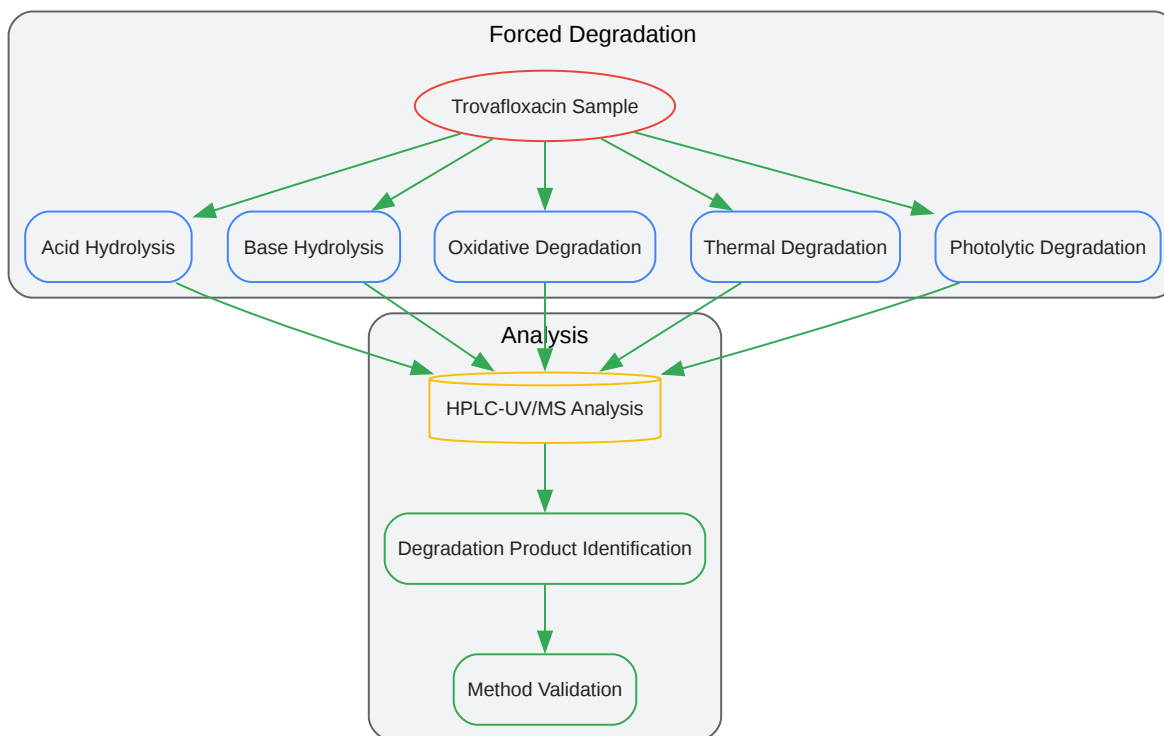 Forced Degradation
Trovafloxacin Sample
Acid Hydrolysis
Base Hydrolysis
Oxidative Degradation
Thermal Degradation
Photolytic Degradation
Analysis
HPLC-UV/MS Analysis
Degradation Product Identification
Method Validation